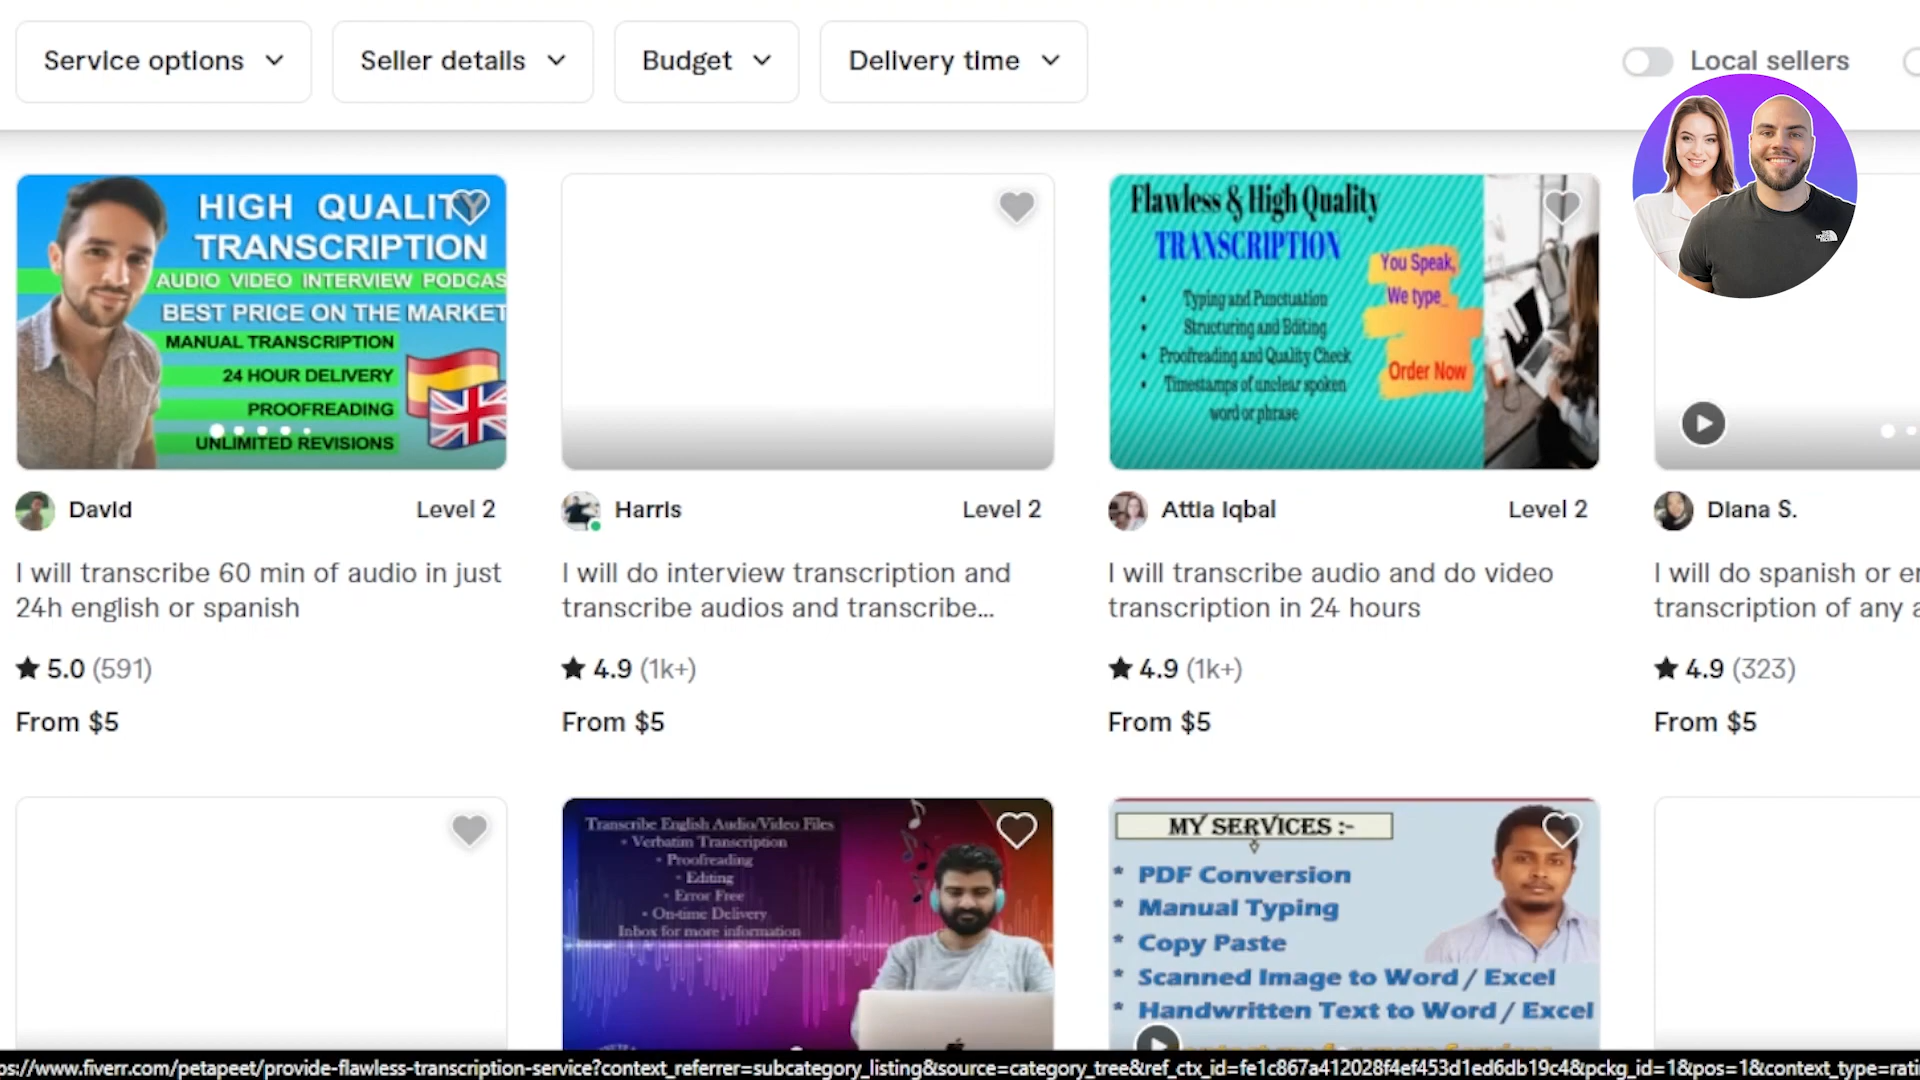 Service options
Seller details
Budget
Delivery time
Local sellers
HIGH QUALITY
TRANSCRIPTION
AUDIO VIDEO INTERVIEW PODCAS
BEST PRICE ON THE MARKET
MANUAL TRANSCRIPTION
24 HOUR DELIVERY
PROOFREADING
UNLIMITED REVISIONS
Flawless & High Quality
TRANSCRIPTION
• Typing and Punctuation
• Structuring and Editing
• Proofreading and Quality Check
• Timestamps of unclear spoken
word or phrase
You Speak,
We type_
Order Now
THE NORTH FACE
David
Level 2
I will transcribe 60 min of audio in just
24h english or spanish
5.0 (591)
From $5
Harris
Level 2
I will do interview transcription and
transcribe audios and transcribe...
4.9 (1k+)
From $5
Attia Iqbal
Level 2
I will transcribe audio and do video
transcription in 24 hours
4.9 (1k+)
From $5
Diana S.
I will do spanish or e
transcription of any a
4.9 (323)
From $5
Transcribe English Audio/Video Files
• Verbatim Transcription
• Proofreading
• Editing
• Error Free
• On-time Delivery
Inbox for more information
MY SERVICES :-
* PDF Conversion
* Manual Typing
* Copy Paste
* Scanned Image to Word / Excel
* Handwritten Text to Word / Excel
ps://www.fiverr.com/petapeet/provide-flawless-transcription-service?context_referrer=subcategory_listing&source=category_tree&ref_ctx_id=fe1c867a412028f4ef453d1ed6db19c4&pckg_id=1&pos=1&context_type=rati